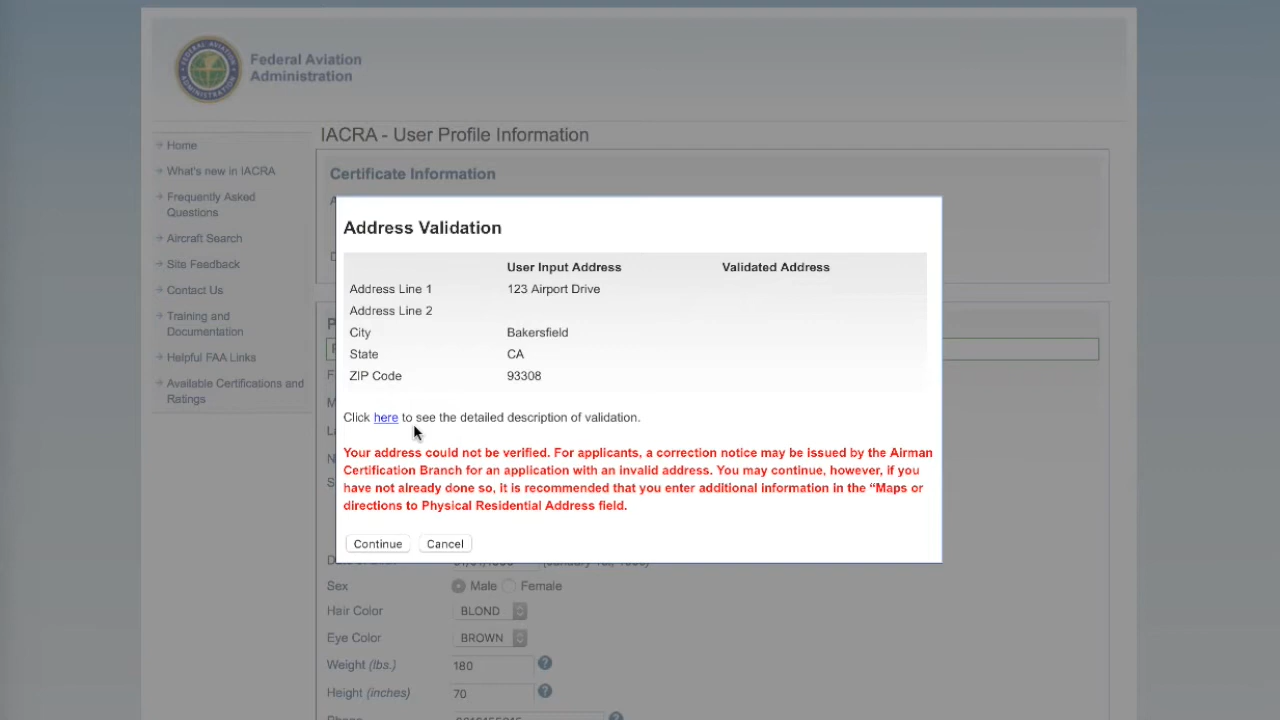 Federal Aviation
Administration
IACRA - User Profile Information
Home
What's new in IACRA
Frequently Asked
Questions
Aircraft Search
Site Feedback
Contact Us
Training and
Documentation
Helpful FAA Links
Available Certifications and
Ratings
Certificate Information
Address Validation
User Input Address Validated Address
Address Line 1 123 Airport Drive
Address Line 2
City Bakersfield
State CA
ZIP Code 93308
Click here to see the detailed description of validation.
Your address could not be verified. For applicants, a correction notice may be issued by the Airman
Certification Branch for an application with an invalid address. You may continue, however, if you
have not already done so, it is recommended that you enter additional information in the “Maps or
directions to Physical Residential Address field.
Continue Cancel
Sex Male Female
Hair Color BLOND
Eye Color BROWN
Weight (lbs.) 180
Height (inches) 70